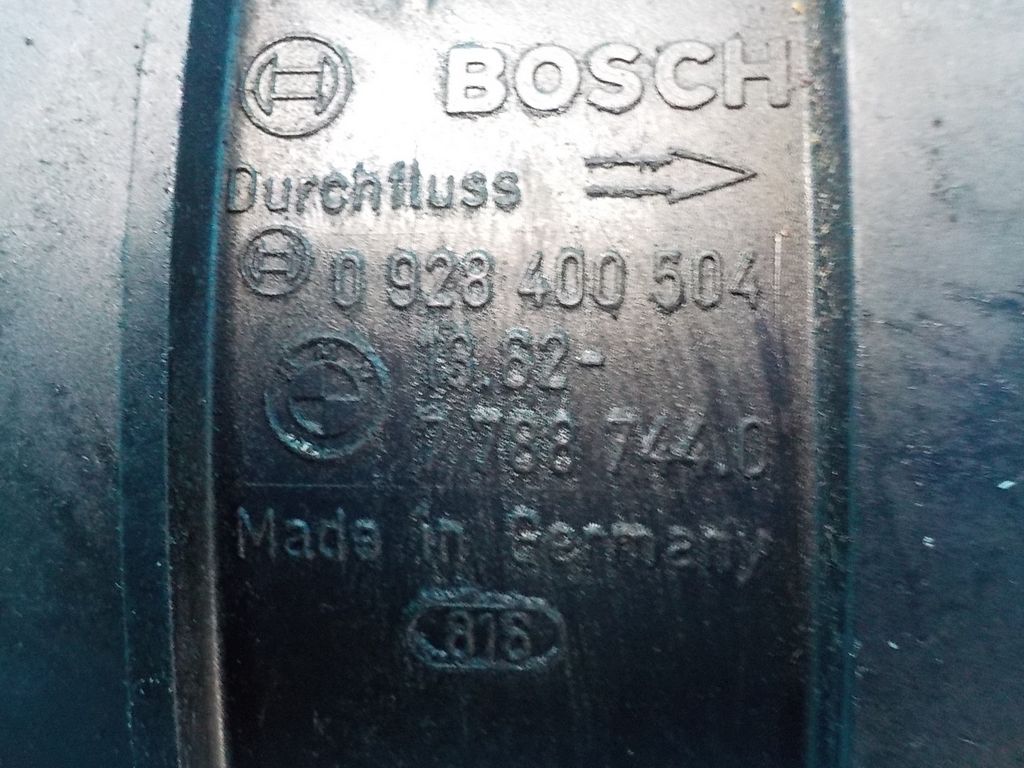 BOSCH
Durchfluss
0 928 400 504
13.62-
7 788 744.0
Made in Germany
816